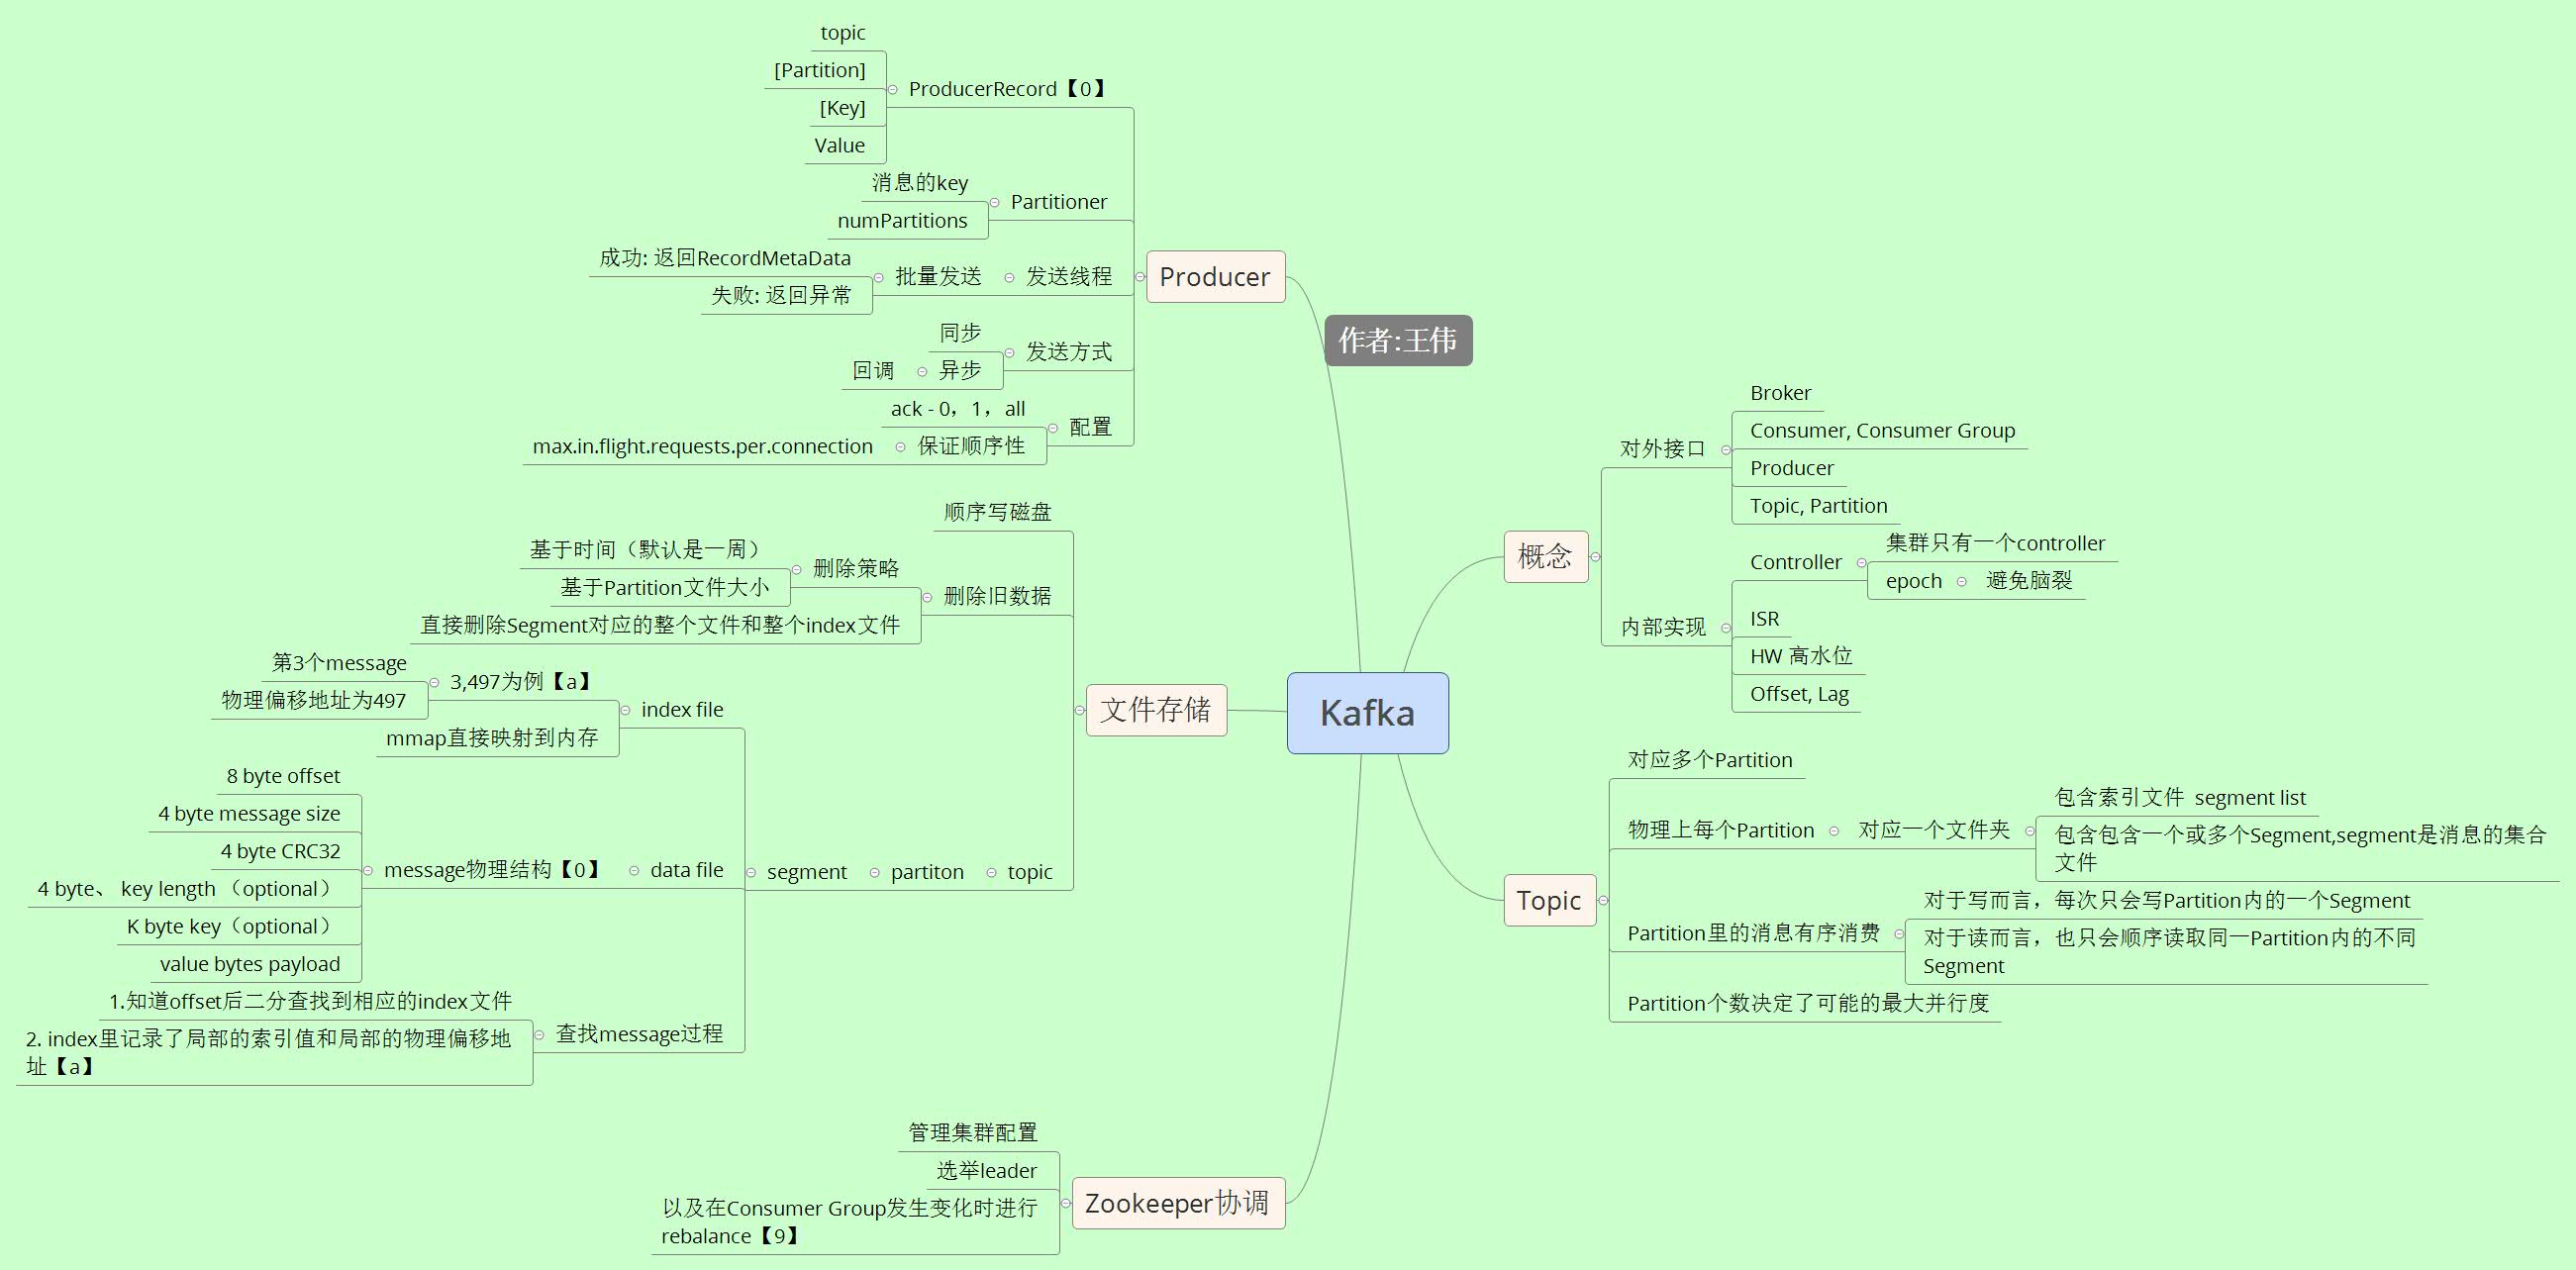 topic
[Partition]
[Key]
Value
ProducerRecord【0】
消息的key
numPartitions
Partitioner
成功: 返回RecordMetaData
失败: 返回异常
批量发送
发送线程
同步
回调
异步
发送方式
ack - 0，1，all
max.in.flight.requests.per.connection
保证顺序性
配置
Producer
作者:王伟
顺序写磁盘
基于时间（默认是一周）
基于Partition文件大小
删除策略
直接删除Segment对应的整个文件和整个index文件
删除旧数据
第3个message
物理偏移地址为497
3,497为例【a】
mmap直接映射到内存
index file
8 byte offset
4 byte message size
4 byte CRC32
4 byte、 key length（optional）
K byte key（optional）
value bytes payload
message物理结构【0】
data file
1.知道offset后二分查找到相应的index文件
2. index里记录了局部的索引值和局部的物理偏移地
址【a】
查找message过程
segment
partiton
topic
文件存储
管理集群配置
选举leader
以及在Consumer Group发生变化时进行
rebalance【9】
Zookeeper协调
Kafka
概念
对外接口
Broker
Consumer, Consumer Group
Producer
Topic, Partition
内部实现
Controller
集群只有一个controller
epoch
避免脑裂
ISR
HW 高水位
Offset, Lag
Topic
对应多个Partition
物理上每个Partition
对应一个文件夹
包含索引文件 segment list
包含包含一个或多个Segment,segment是消息的集合
文件
Partition里的消息有序消费
对于写而言，每次只会写Partition内的一个Segment
对于读而言，也只会顺序读取同一Partition内的不同
Segment
Partition个数决定了可能的最大并行度